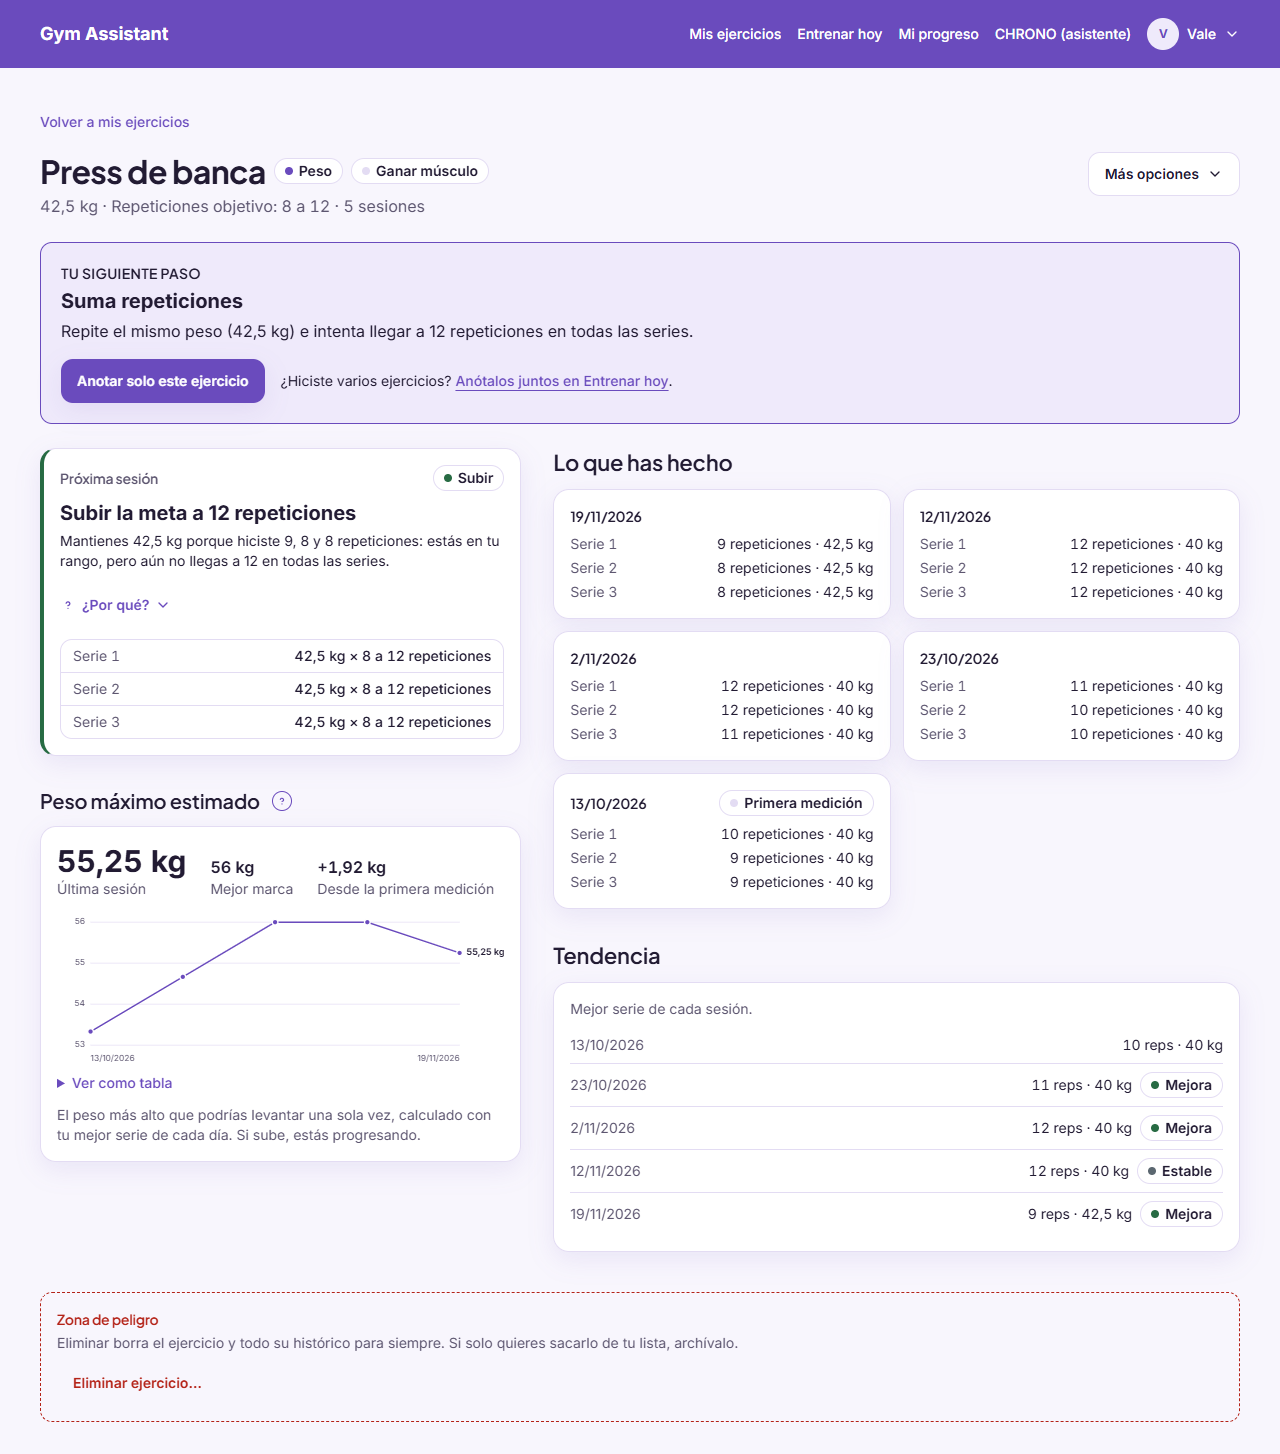 Gym Assistant
Mis ejercicios
Entrenar hoy
Mi progreso
CHRONO (asistente)
V
Vale
Volver a mis ejercicios
Press de banca
Peso
Ganar músculo
Más opciones
42,5 kg · Repeticiones objetivo: 8 a 12 · 5 sesiones
TU SIGUIENTE PASO
Suma repeticiones
Repite el mismo peso (42,5 kg) e intenta llegar a 12 repeticiones en todas las series.
Anotar solo este ejercicio
¿Hiciste varios ejercicios? Anótalos juntos en Entrenar hoy.
Próxima sesión
Subir
Subir la meta a 12 repeticiones
Mantienes 42,5 kg porque hiciste 9, 8 y 8 repeticiones: estás en tu
rango, pero aún no llegas a 12 en todas las series.
? ¿Por qué?
Serie 1 42,5 kg × 8 a 12 repeticiones
Serie 2 42,5 kg × 8 a 12 repeticiones
Serie 3 42,5 kg × 8 a 12 repeticiones
Peso máximo estimado ?
55,25 kg
Última sesión
56 kg
Mejor marca
+1,92 kg
Desde la primera medición
56
55
54
53
55,25 kg
13/10/2026
19/11/2026
Ver como tabla
El peso más alto que podrías levantar una sola vez, calculado con
tu mejor serie de cada día. Si sube, estás progresando.
Lo que has hecho
19/11/2026
Serie 1 9 repeticiones · 42,5 kg
Serie 2 8 repeticiones · 42,5 kg
Serie 3 8 repeticiones · 42,5 kg
12/11/2026
Serie 1 12 repeticiones · 40 kg
Serie 2 12 repeticiones · 40 kg
Serie 3 12 repeticiones · 40 kg
2/11/2026
Serie 1 12 repeticiones · 40 kg
Serie 2 12 repeticiones · 40 kg
Serie 3 11 repeticiones · 40 kg
23/10/2026
Serie 1 11 repeticiones · 40 kg
Serie 2 10 repeticiones · 40 kg
Serie 3 10 repeticiones · 40 kg
13/10/2026 Primera medición
Serie 1 10 repeticiones · 40 kg
Serie 2 9 repeticiones · 40 kg
Serie 3 9 repeticiones · 40 kg
Tendencia
Mejor serie de cada sesión.
13/10/2026 10 reps · 40 kg
23/10/2026 11 reps · 40 kg Mejora
2/11/2026 12 reps · 40 kg Mejora
12/11/2026 12 reps · 40 kg Estable
19/11/2026 9 reps · 42,5 kg Mejora
Zona de peligro
Eliminar borra el ejercicio y todo su histórico para siempre. Si solo quieres sacarlo de tu lista, archívalo.
Eliminar ejercicio...